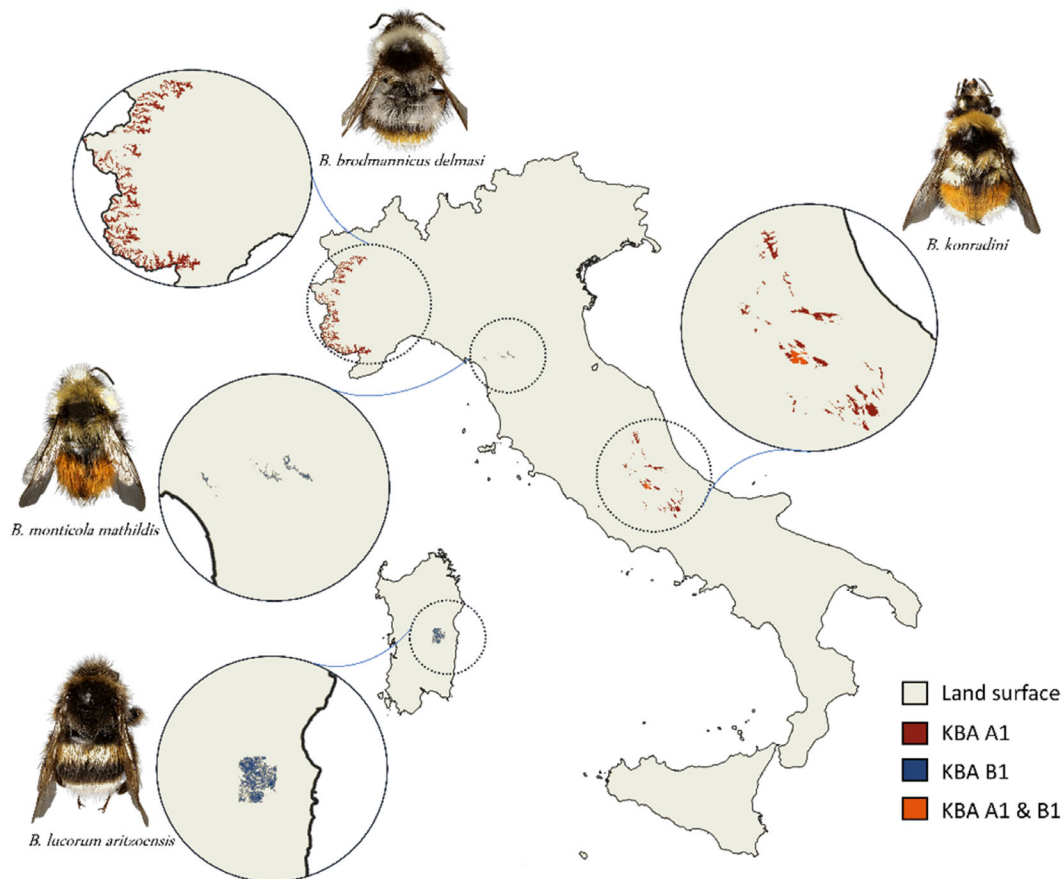 B. brodmannicus delmasi
B. konradini
B. monticola mathildis
B. lucorum aritzoensis
Land surface
KBA A1
KBA B1
KBA A1 & B1